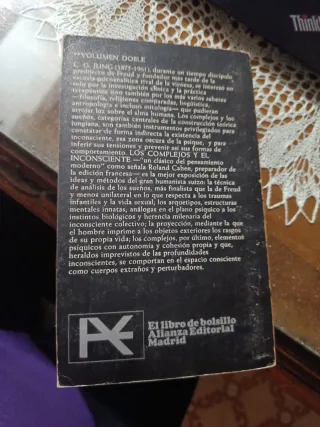 **VOLUMEN DOBLE
C. G. JUNG (1875-1961), durante un tiempo discípulo
predilecto de Freud y fundador más tarde de la
escuela psicoanalítica rival de la vienesa, se interesó no
sólo por la investigación clínica y la práctica
terapéutica sino también por los más varios saberes
—filosofía, religiones comparadas, lingüística,
antropología e incluso mitología— que pudieran
arrojar luz sobre el alma humana. Los complejos y los
sueños, categorías centrales de la construcción teórica
jungiana, son también instrumentos privilegiados para
constatar de forma indirecta la existencia del
inconsciente, esa zona oscura de la psique, y para
inferir sus tensiones y prevenir así sus formas de
comportamiento. LOS COMPLEJOS Y EL
INCONSCIENTE —"un clásico del pensamiento
moderno" como señala Roland Cahen, preparador de
la edición francesa— es la mejor exposición de las
ideas y métodos del gran humanista suizo: la técnica
de análisis de los sueños, más finalista que la de Freud
y menos unilateral en lo que respecta a los traumas
infantiles y la vida sexual; los arquetipos, estructuras
mentales innatas, análogas en el plano psíquico a los
instintos biológicos y herencia milenaria del
inconsciente colectivo; la proyección, mediante la que
el hombre imprime a los objetos exteriores los rasgos
de su propia vida; los complejos, por último, elementos
psíquicos con autonomía y cohesión propia y que,
heraldos imprevistos de las profundidades
inconscientes, se comportan en el espacio consciente
como cuerpos extraños y perturbadores.
El libro de bolsillo
Alianza Editorial
Madrid